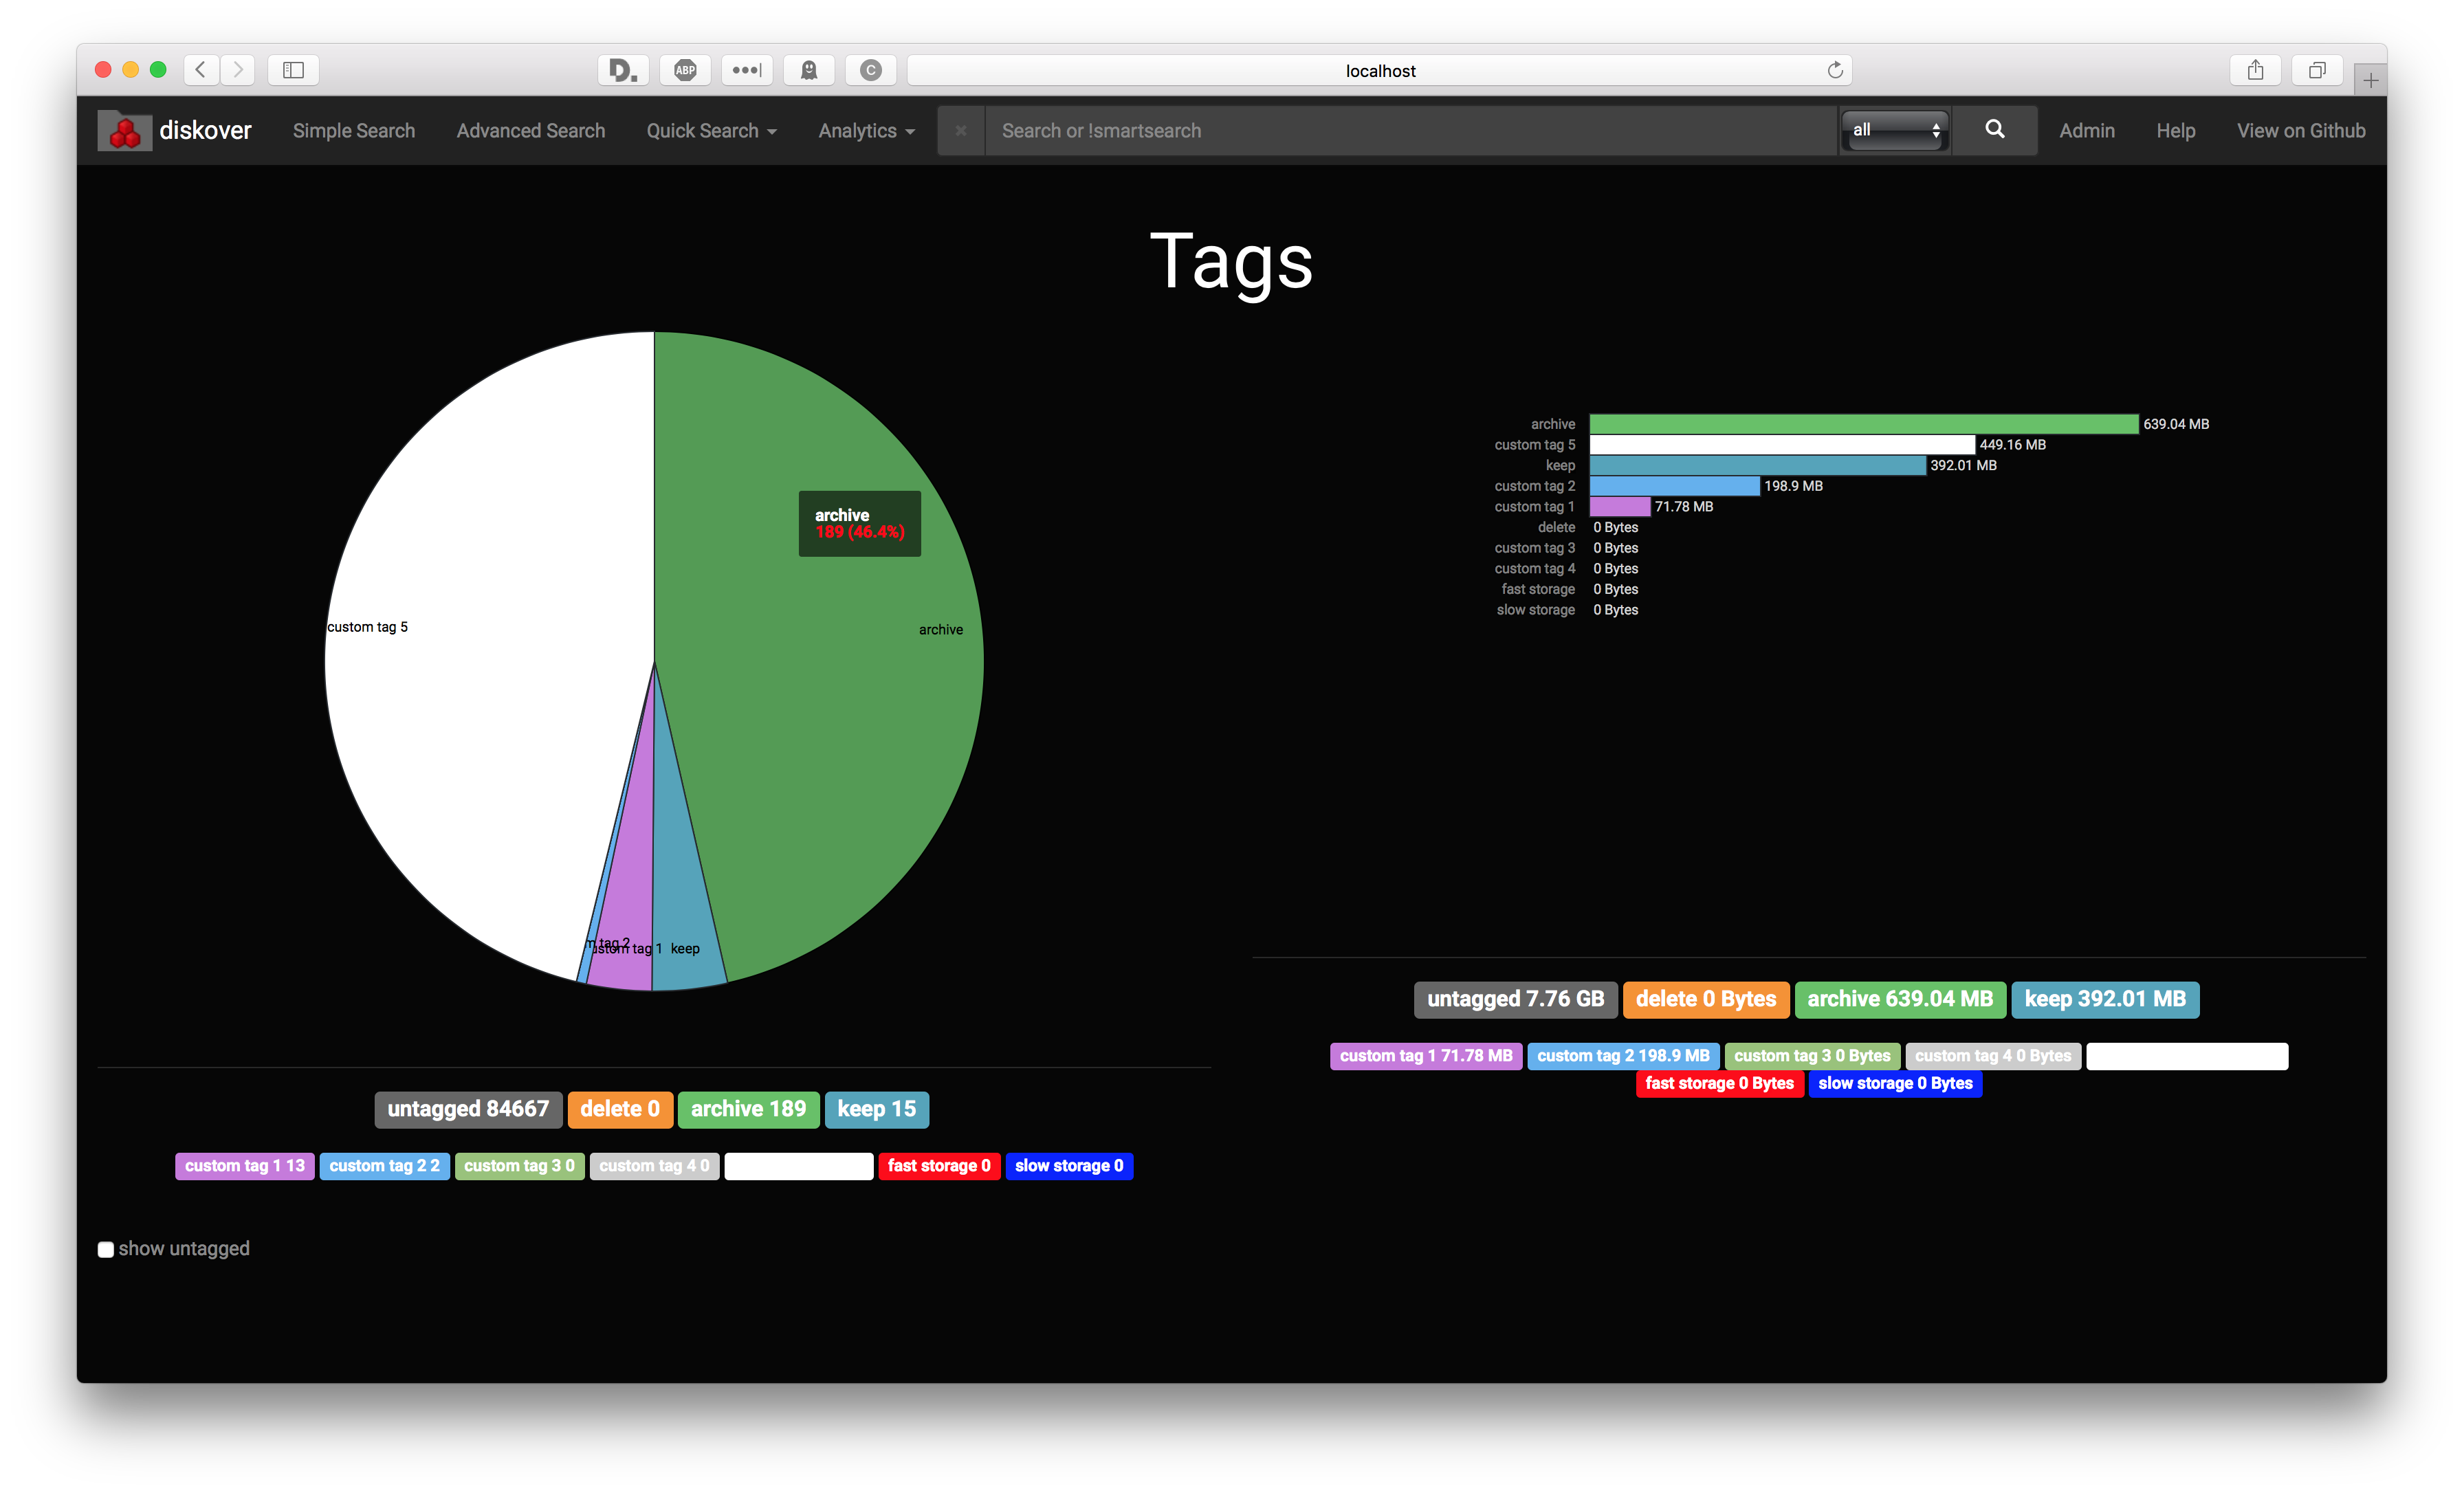 D.
ABP
C
localhost
diskover
Simple Search
Advanced Search
Quick Search
Analytics
Search or !smartsearch
all
Admin
Help
View on Github
Tags
archive
189 (46.4%)
custom tag 5
archive
m tag 2
ustom tag 1
keep
archive 639.04 MB
custom tag 5 449.16 MB
keep 392.01 MB
custom tag 2 198.9 MB
custom tag 1 71.78 MB
delete 0 Bytes
custom tag 3 0 Bytes
custom tag 4 0 Bytes
fast storage 0 Bytes
slow storage 0 Bytes
untagged 84667 delete 0 archive 189 keep 15
custom tag 1 13 custom tag 2 2 custom tag 3 0 custom tag 4 0 fast storage 0 slow storage 0
show untagged
untagged 7.76 GB delete 0 Bytes archive 639.04 MB keep 392.01 MB
custom tag 1 71.78 MB custom tag 2 198.9 MB custom tag 3 0 Bytes custom tag 4 0 Bytes
fast storage 0 Bytes slow storage 0 Bytes